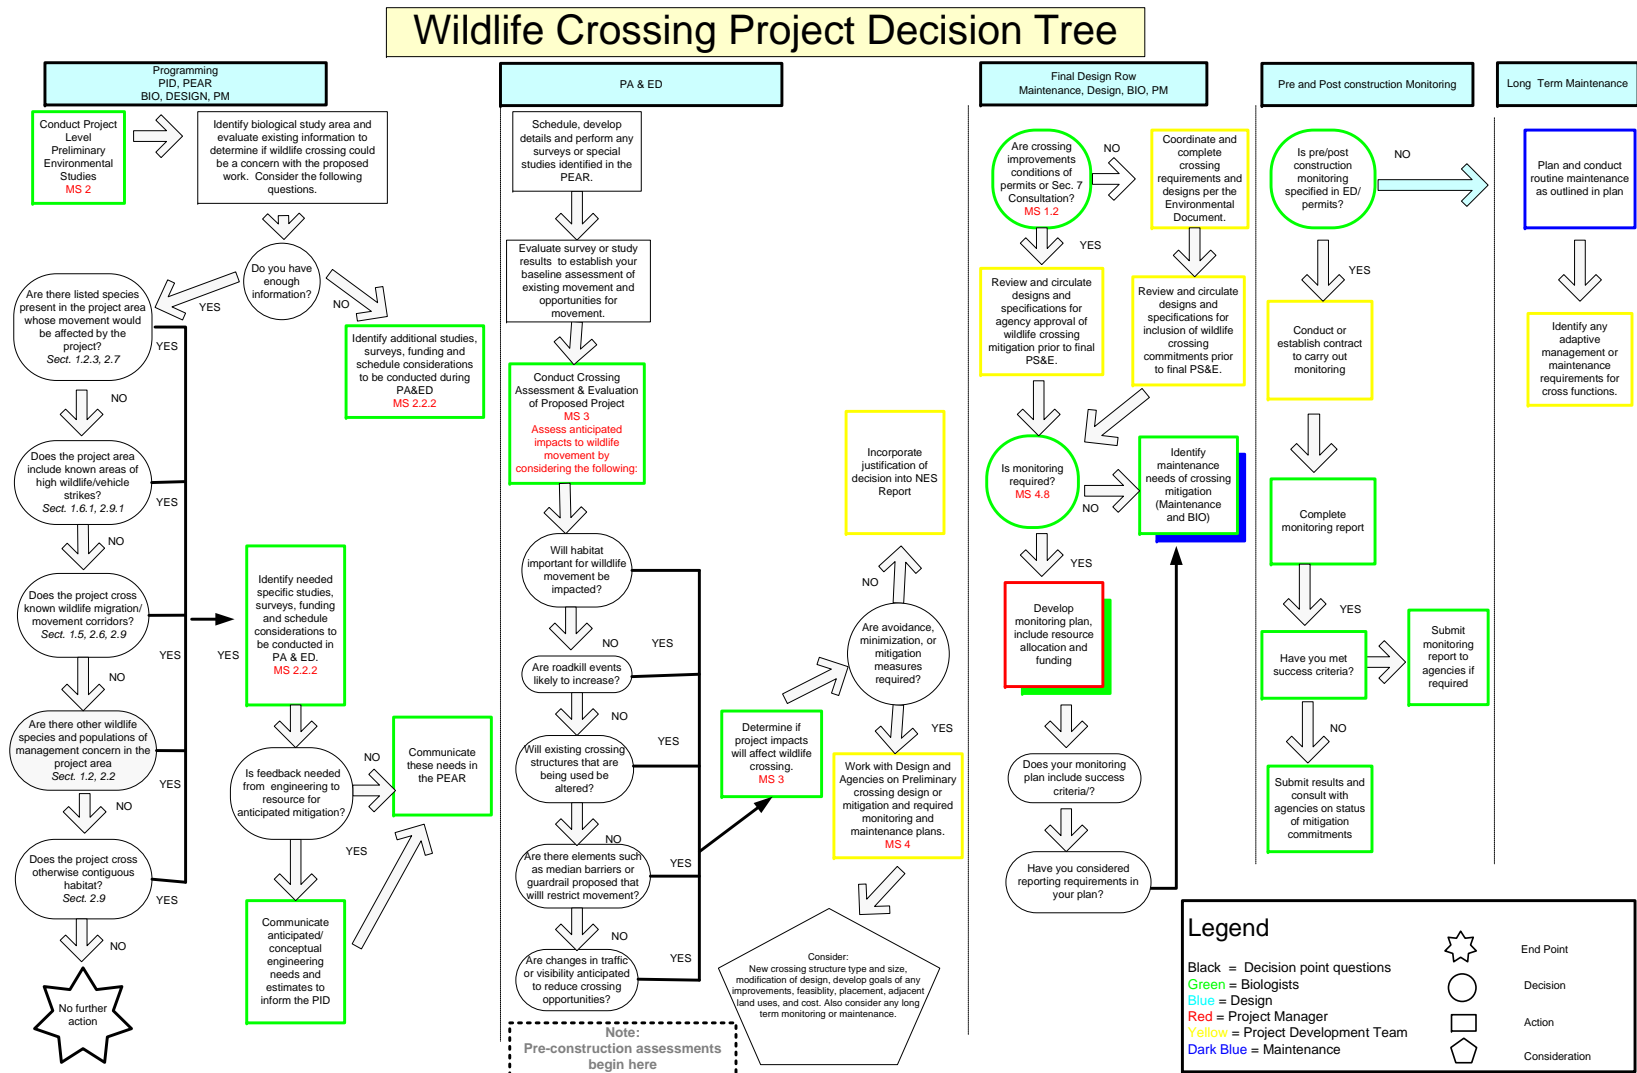 Wildlife Crossing Project Decision Tree
Programming
PID, PEAR
BIO, DESIGN, PM
Conduct Project
Level
Preliminary
Environmental
Studies
MS 2
Identify biological study area and
evaluate existing information to
determine if wildlife crossing could
be a concern with the proposed
work. Consider the following
questions.
Do you have
enough
information?
YES
NO
Are there listed species
present in the project area
whose movement would
be affected by the
project?
Sect. 1.2.3, 2.7
YES
NO
Identify additional studies,
surveys, funding and
schedule considerations
to be conducted during
PA&ED
MS 2.2.2
Does the project area
include known areas of
high wildlife/vehicle
strikes?
Sect. 1.6.1, 2.9.1
YES
NO
Does the project cross
known wildlife migration/
movement corridors?
Sect. 1.5, 2.6, 2.9
YES
NO
Are there other wildlife
species and populations of
management concern in the
project area
Sect. 1.2, 2.2
YES
NO
Does the project cross
otherwise contiguous
habitat?
Sect. 2.9
YES
NO
No further
action
YES
Identify needed
specific studies,
surveys, funding
and schedule
considerations to
be conducted in
PA & ED.
MS 2.2.2
Is feedback needed
from engineering to
resource for
anticipated mitigation?
NO
YES
Communicate
these needs in
the PEAR
Communicate
anticipated/
conceptual
engineering
needs and
estimates to
inform the PID
PA & ED
Schedule, develop
details and perform any
surveys or special
studies identified in the
PEAR.
Evaluate survey or study
results to establish your
baseline assessment of
existing movement and
opportunities for
movement.
Conduct Crossing
Assessment & Evaluation
of Proposed Project
MS 3
Assess anticipated
impacts to wildlife
movement by
considering the following:
Will habitat
important for willdlife
movement be
impacted?
NO
YES
Are roadkill events
likely to increase?
NO
YES
Will existing crossing
structures that are
being used be
altered?
NO
YES
Are there elements such
as median barriers or
guardrail proposed that
willl restrict movement?
NO
YES
Are changes in traffic
or visibility anticipated
to reduce crossing
opportunities?
Note:
Pre-construction assessments
begin here
Determine if
project impacts
will affect wildlife
crossing.
MS 3
Incorporate
justification of
decision into NES
Report
NO
Are avoidance,
minimization, or
mitigation
measures
required?
YES
Work with Design and
Agencies on Preliminary
crossing design or
mitigation and required
monitoring and
maintenance plans.
MS 4
Consider:
New crossing structure type and size,
modification of design, develop goals of any
improvements, feasiblity, placement, adjacent
land uses, and cost. Also consider any long
term monitoring or maintenance.
Final Design Row
Maintenance, Design, BIO, PM
Are crossing
improvements
conditions of
permits or Sec. 7
Consultation?
MS 1.2
NO
YES
Coordinate and
complete
crossing
requirements and
designs per the
Environmental
Document.
Review and circulate
designs and
specifications for
agency approval of
wildlife crossing
mitigation prior to final
PS&E.
Review and circulate
designs and
specifications for
inclusion of wildlife
crossing
commitments prior
to final PS&E.
Is monitoring
required?
MS 4.8
NO
YES
Identify
maintenance
needs of crossing
mitigation
(Maintenance
and BIO)
Develop
monitoring plan,
include resource
allocation and
funding
Does your monitoring
plan include success
criteria/?
Have you considered
reporting requirements in
your plan?
Pre and Post construction Monitoring
Is pre/post
construction
monitoring
specified in ED/
permits?
NO
YES
Conduct or
establish contract
to carry out
monitoring
Complete
monitoring report
YES
Have you met
success criteria?
Submit
monitoring
report to
agencies if
required
NO
Submit results and
consult with
agencies on status
of mitigation
commitments
Long Term Maintenance
Plan and conduct
routine maintenance
as outlined in plan
Identify any
adaptive
management or
maintenance
requirements for
cross functions.
Legend
Black = Decision point questions
Green = Biologists
Blue = Design
Red = Project Manager
Yellow = Project Development Team
Dark Blue = Maintenance
End Point
Decision
Action
Consideration